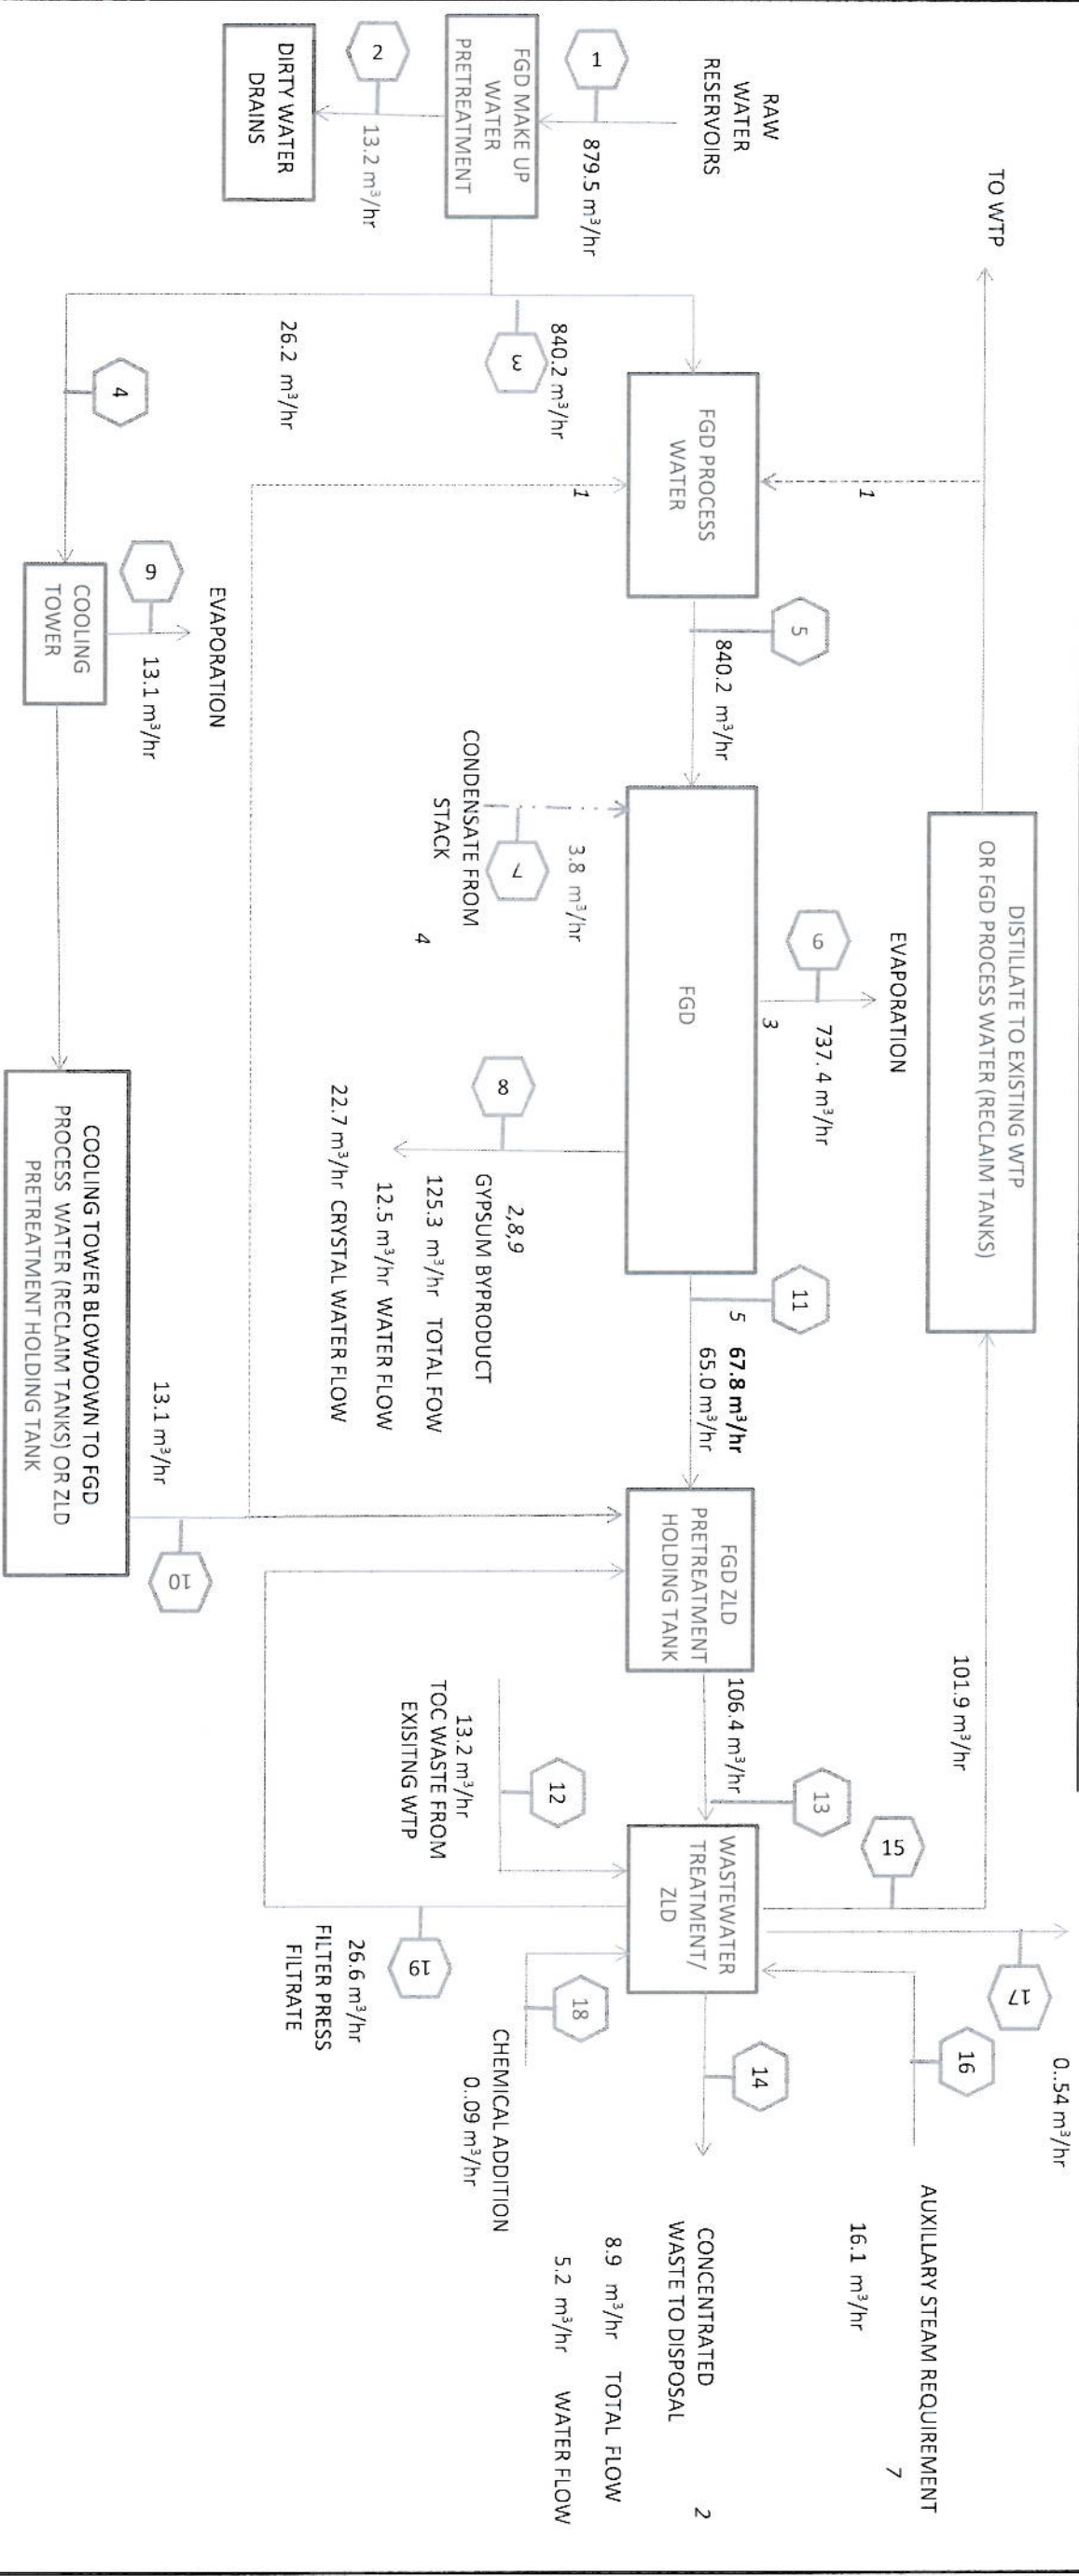 RAW
WATER
RESERVOIRS
1
879.5 m³/hr
FGD MAKE UP
WATER
PRETREATMENT
2
13.2 m³/hr
DIRTY WATER
DRAINS
TO WTP
3
840.2 m³/hr
26.2 m³/hr
4
FGD PROCESS
WATER
1
1
5
840.2 m³/hr
COOLING
TOWER
9
13.1 m³/hr
EVAPORATION
CONDENSATE FROM
STACK
4
7
3.8 m³/hr
FGD
6
737. 4 m³/hr
EVAPORATION
3
8
2,8,9
GYPSUM BYPRODUCT
125.3 m³/hr TOTAL FOW
12.5 m³/hr WATER FLOW
22.7 m³/hr CRYSTAL WATER FLOW
DISTILLATE TO EXISTING WTP
OR FGD PROCESS WATER (RECLAIM TANKS)
11
5 67.8 m³/hr
65.0 m³/hr
COOLING TOWER BLOWDOWN TO FGD
PROCESS WATER (RECLAIM TANKS) OR ZLD
PRETREATMENT HOLDING TANK
13.1 m³/hr
10
FGD ZLD
PRETREATMENT
HOLDING TANK
106.4 m³/hr
13
101.9 m³/hr
15
13.2 m³/hr
TOC WASTE FROM
EXISITNG WTP
12
WASTEWATER
TREATMENT/
ZLD
19
26.6 m³/hr
FILTER PRESS
FILTRATE
18
CHEMICAL ADDITION
0..09 m³/hr
14
17
0..54 m³/hr
16
AUXILLARY STEAM REQUIREMENT
7
16.1 m³/hr
CONCENTRATED
WASTE TO DISPOSAL
2
8.9 m³/hr TOTAL FLOW
5.2 m³/hr WATER FLOW